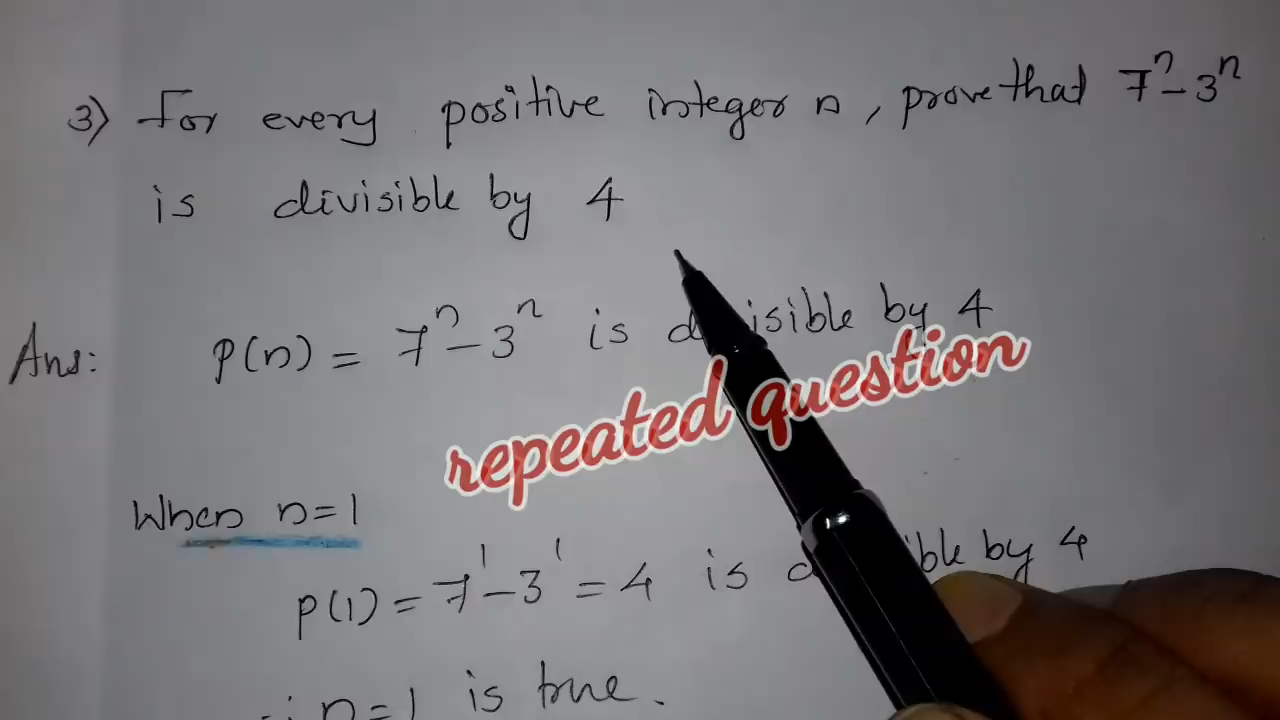 3) For every positive integer n, prove that 7ⁿ - 3ⁿ
is divisible by 4
Ans: P(n) = 7ⁿ - 3ⁿ is divisible by 4
repeated question
When n=1
P(1) = 7¹ - 3¹ = 4 is divisible by 4
∴ n=1 is true.